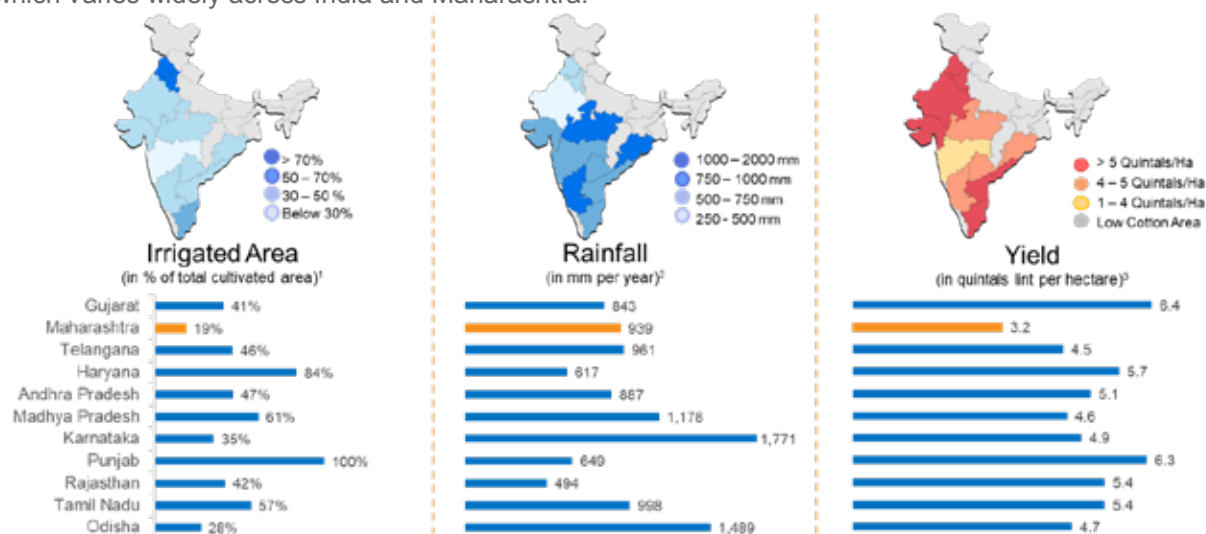 which varies widely across India and Maharashtra.
> 70%
50 – 70%
30 – 50 %
Below 30%
1000 – 2000 mm
750 – 1000 mm
500 – 750 mm
250 - 500 mm
> 5 Quintals/Ha
4 – 5 Quintals/Ha
1 – 4 Quintals/Ha
Low Cotton Area
Irrigated Area
(in % of total cultivated area)¹
Rainfall
(in mm per year)²
Yield
(in quintals lint per hectare)³
Gujarat 41% 843
Maharashtra 19% 939 3.2
Telangana 46% 961 4.5
Haryana 84% 617 5.7
Andhra Pradesh 47% 887 5.1
Madhya Pradesh 61% 1,178 4.6
Karnataka 35% 1,771 4.9
Punjab 100% 649 6.3
Rajasthan 42% 494 5.4
Tamil Nadu 57% 998 5.4
Odisha 28% 1,489 4.7